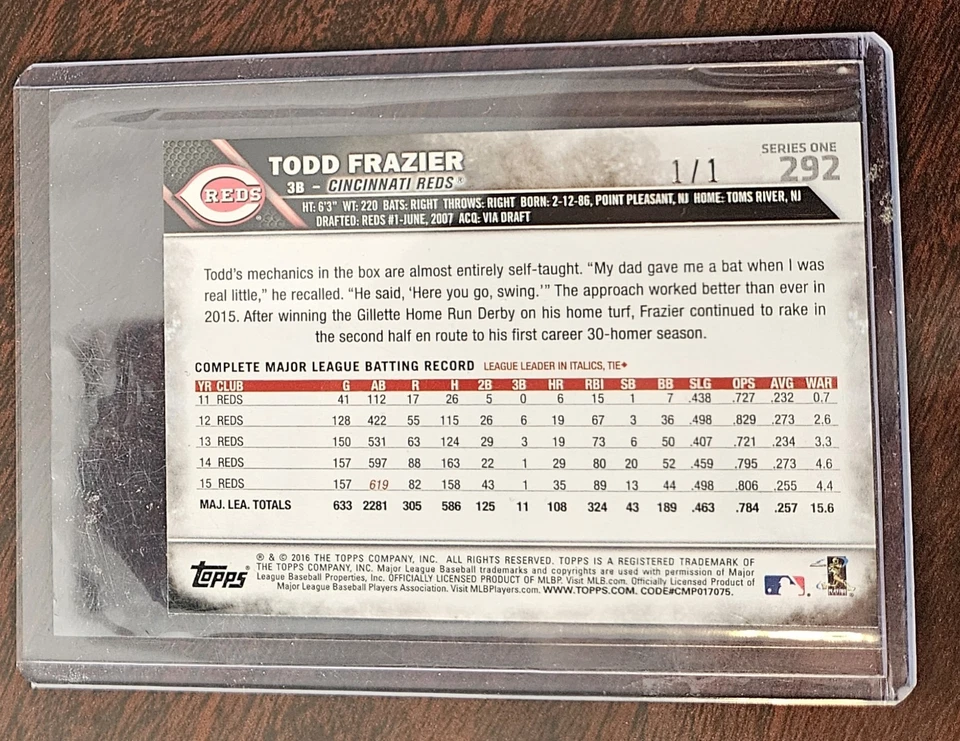 TODD FRAZIER
3B – CINCINNATI REDS®
1/1
SERIES ONE
292
REDS
HT: 6'3" WT: 220 BATS: RIGHT THROWS: RIGHT BORN: 2-12-86, POINT PLEASANT, NJ HOME: TOMS RIVER, NJ
DRAFTED: REDS #1-JUNE, 2007 ACQ: VIA DRAFT
Todd's mechanics in the box are almost entirely self-taught. "My dad gave me a bat when I was
real little," he recalled. "He said, 'Here you go, swing.'" The approach worked better than ever in
2015. After winning the Gillette Home Run Derby on his home turf, Frazier continued to rake in
the second half en route to his first career 30-homer season.
COMPLETE MAJOR LEAGUE BATTING RECORD LEAGUE LEADER IN ITALICS, TIE♦
YR CLUB G AB R H 2B 3B HR RBI SB BB SLG OPS AVG WAR
11 REDS 41 112 17 26 5 0 6 15 1 7 .438 .727 .232 0.7
12 REDS 128 422 55 115 26 6 19 67 3 36 .498 .829 .273 2.6
13 REDS 150 531 63 124 29 3 19 73 6 50 .407 .721 .234 3.3
14 REDS 157 597 88 163 22 1 29 80 20 52 .459 .795 .273 4.6
15 REDS 157 619 82 158 43 1 35 89 13 44 .498 .806 .255 4.4
MAJ. LEA. TOTALS 633 2281 305 586 125 11 108 324 43 189 .463 .784 .257 15.6
topps®
® & © 2016 THE TOPPS COMPANY, INC. ALL RIGHTS RESERVED. TOPPS IS A REGISTERED TRADEMARK OF
THE TOPPS COMPANY, INC. Major League Baseball trademarks and copyrights are used with permission of Major
League Baseball Properties, Inc. OFFICIALLY LICENSED PRODUCT OF MLBP. Visit MLB.com. Officially Licensed Product of
Major League Baseball Players Association. Visit MLBPlayers.com. WWW.TOPPS.COM. CODE#CMP017075.